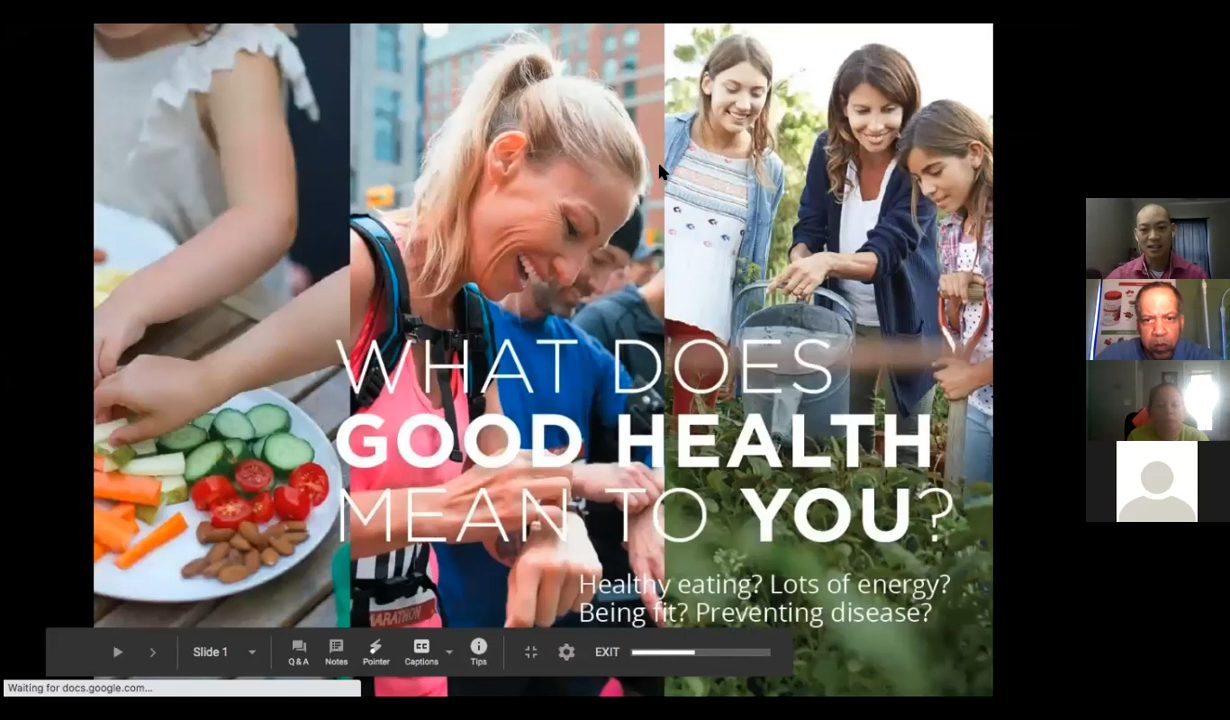 WHAT DOES
GOOD HEALTH
MEAN TO YOU?
Healthy eating? Lots of energy?
Being fit? Preventing disease?
MARATHON
Slide 1
Q&A
Notes
Pointer
CC
Captions
Tips
EXIT
Waiting for docs.google.com...